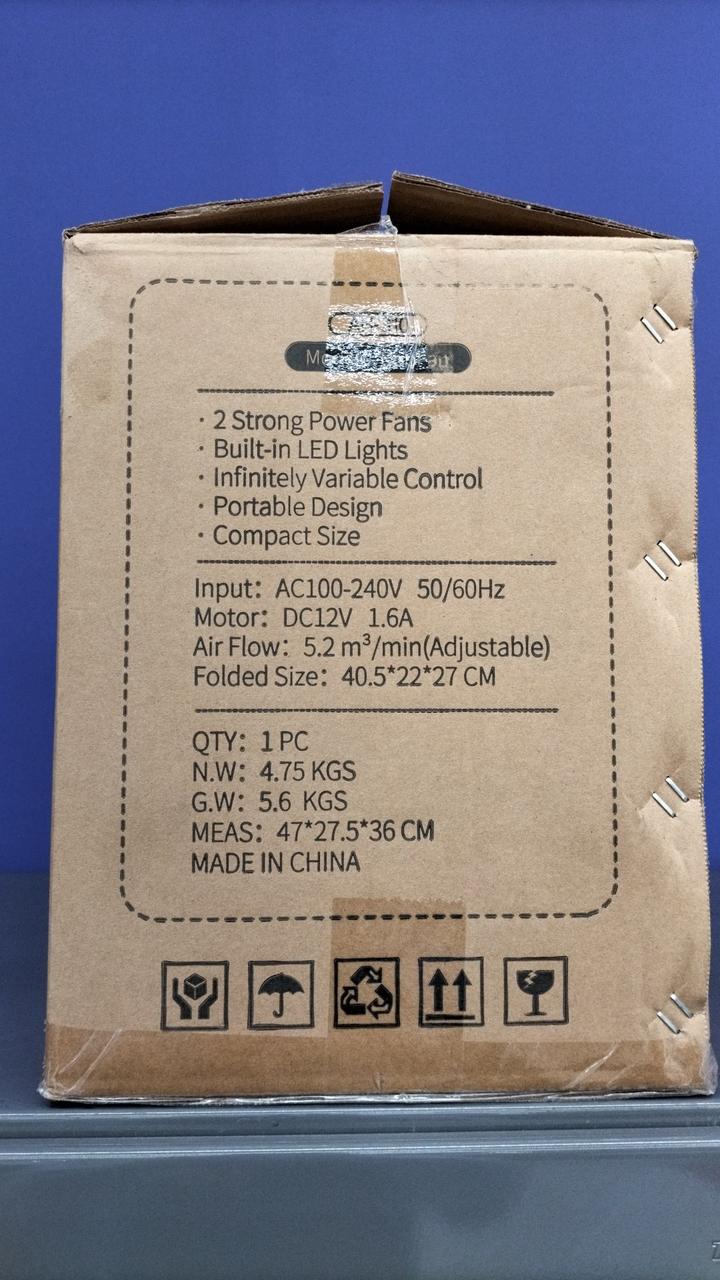 · 2 Strong Power Fans
· Built-in LED Lights
· Infinitely Variable Control
· Portable Design
· Compact Size
Input: AC100-240V 50/60Hz
Motor: DC12V 1.6A
Air Flow: 5.2 m³/min(Adjustable)
Folded Size: 40.5*22*27 CM
QTY: 1 PC
N.W: 4.75 KGS
G.W: 5.6 KGS
MEAS: 47*27.5*36 CM
MADE IN CHINA